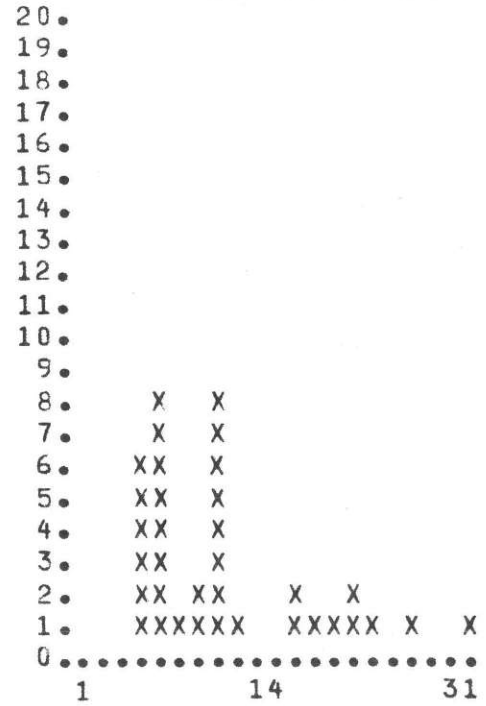 20.
19.
18.
17.
16.
15.
14.
13.
12.
11.
10.
9.
8.     X  X
7.     X  X
6.    XX  X
5.    XX  X
4.    XX  X
3.    XX  X
2.    XX XX   X  X
1.    XXXXXX  XXXXX X  X
0......................
1 14 31